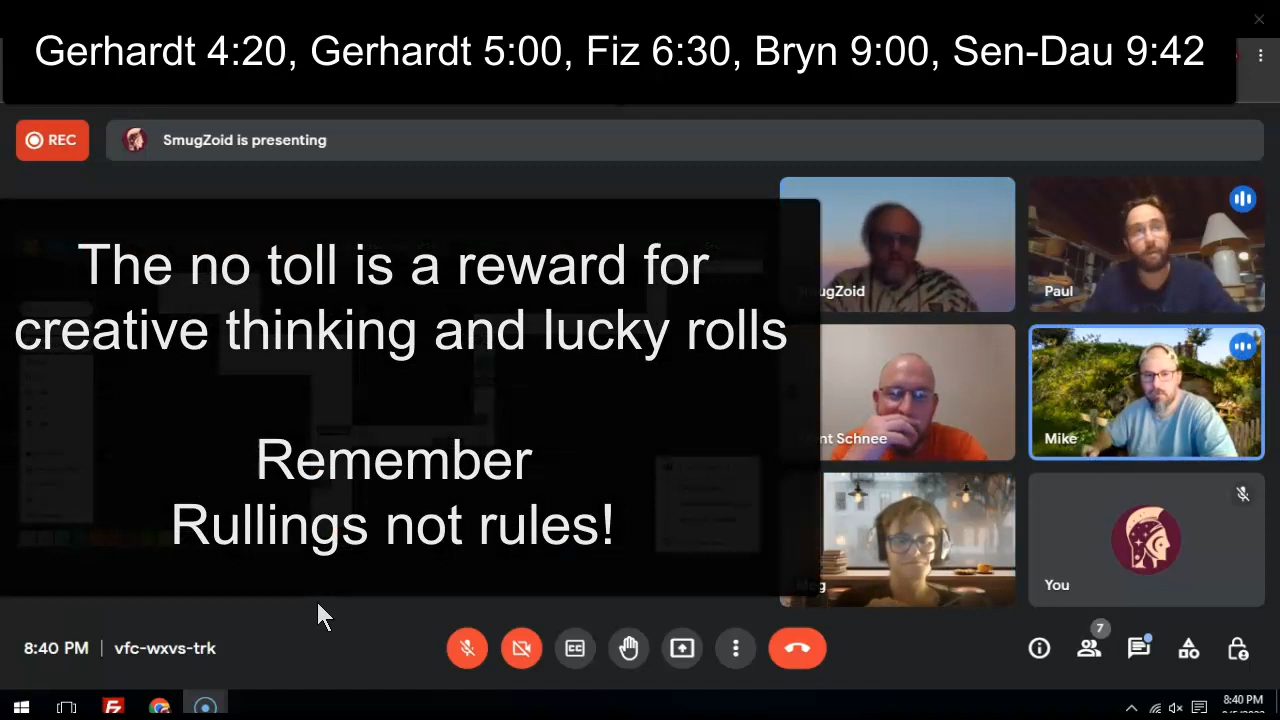 Gerhardt 4:20, Gerhardt 5:00, Fiz 6:30, Bryn 9:00, Sen-Dau 9:42
REC
SmugZoid is presenting
The no toll is a reward for
creative thinking and lucky rolls
Remember
Rullings not rules!
Paul
Schnee
Mike
You
8:40 PM | vfc-wxvs-trk
CC
7
8:40 PM